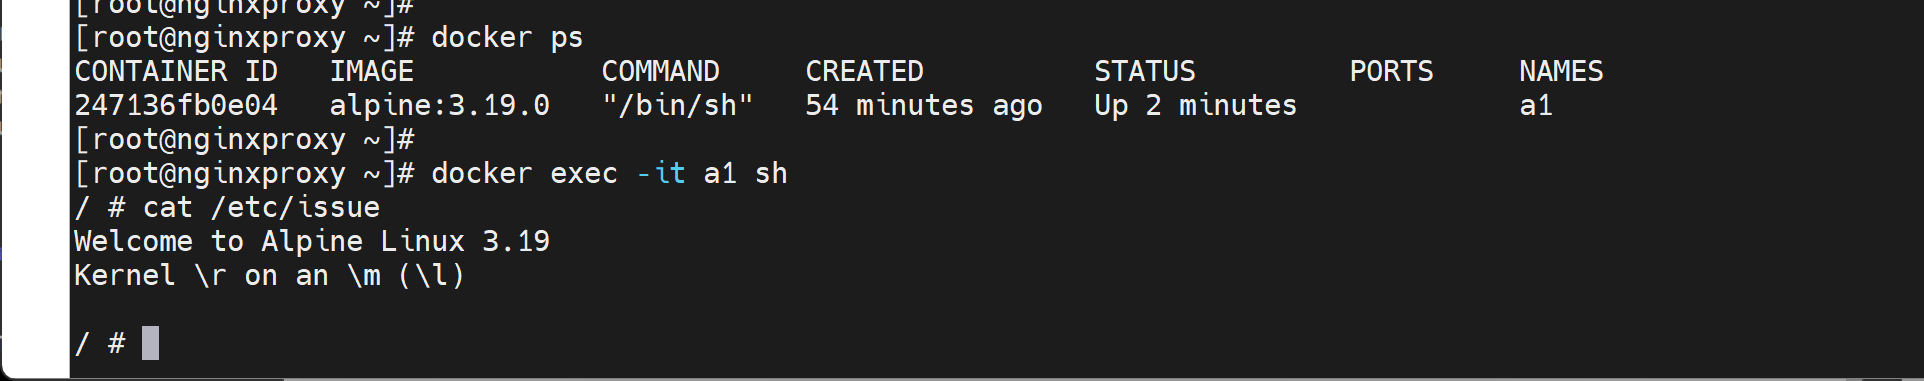 [root@nginxproxy ~]#
[root@nginxproxy ~]# docker ps
CONTAINER ID   IMAGE           COMMAND     CREATED          STATUS         PORTS     NAMES
247136fb0e04   alpine:3.19.0   "/bin/sh"   54 minutes ago   Up 2 minutes             a1
[root@nginxproxy ~]#
[root@nginxproxy ~]# docker exec -it a1 sh
/ # cat /etc/issue
Welcome to Alpine Linux 3.19
Kernel \r on an \m (\l)
/ #